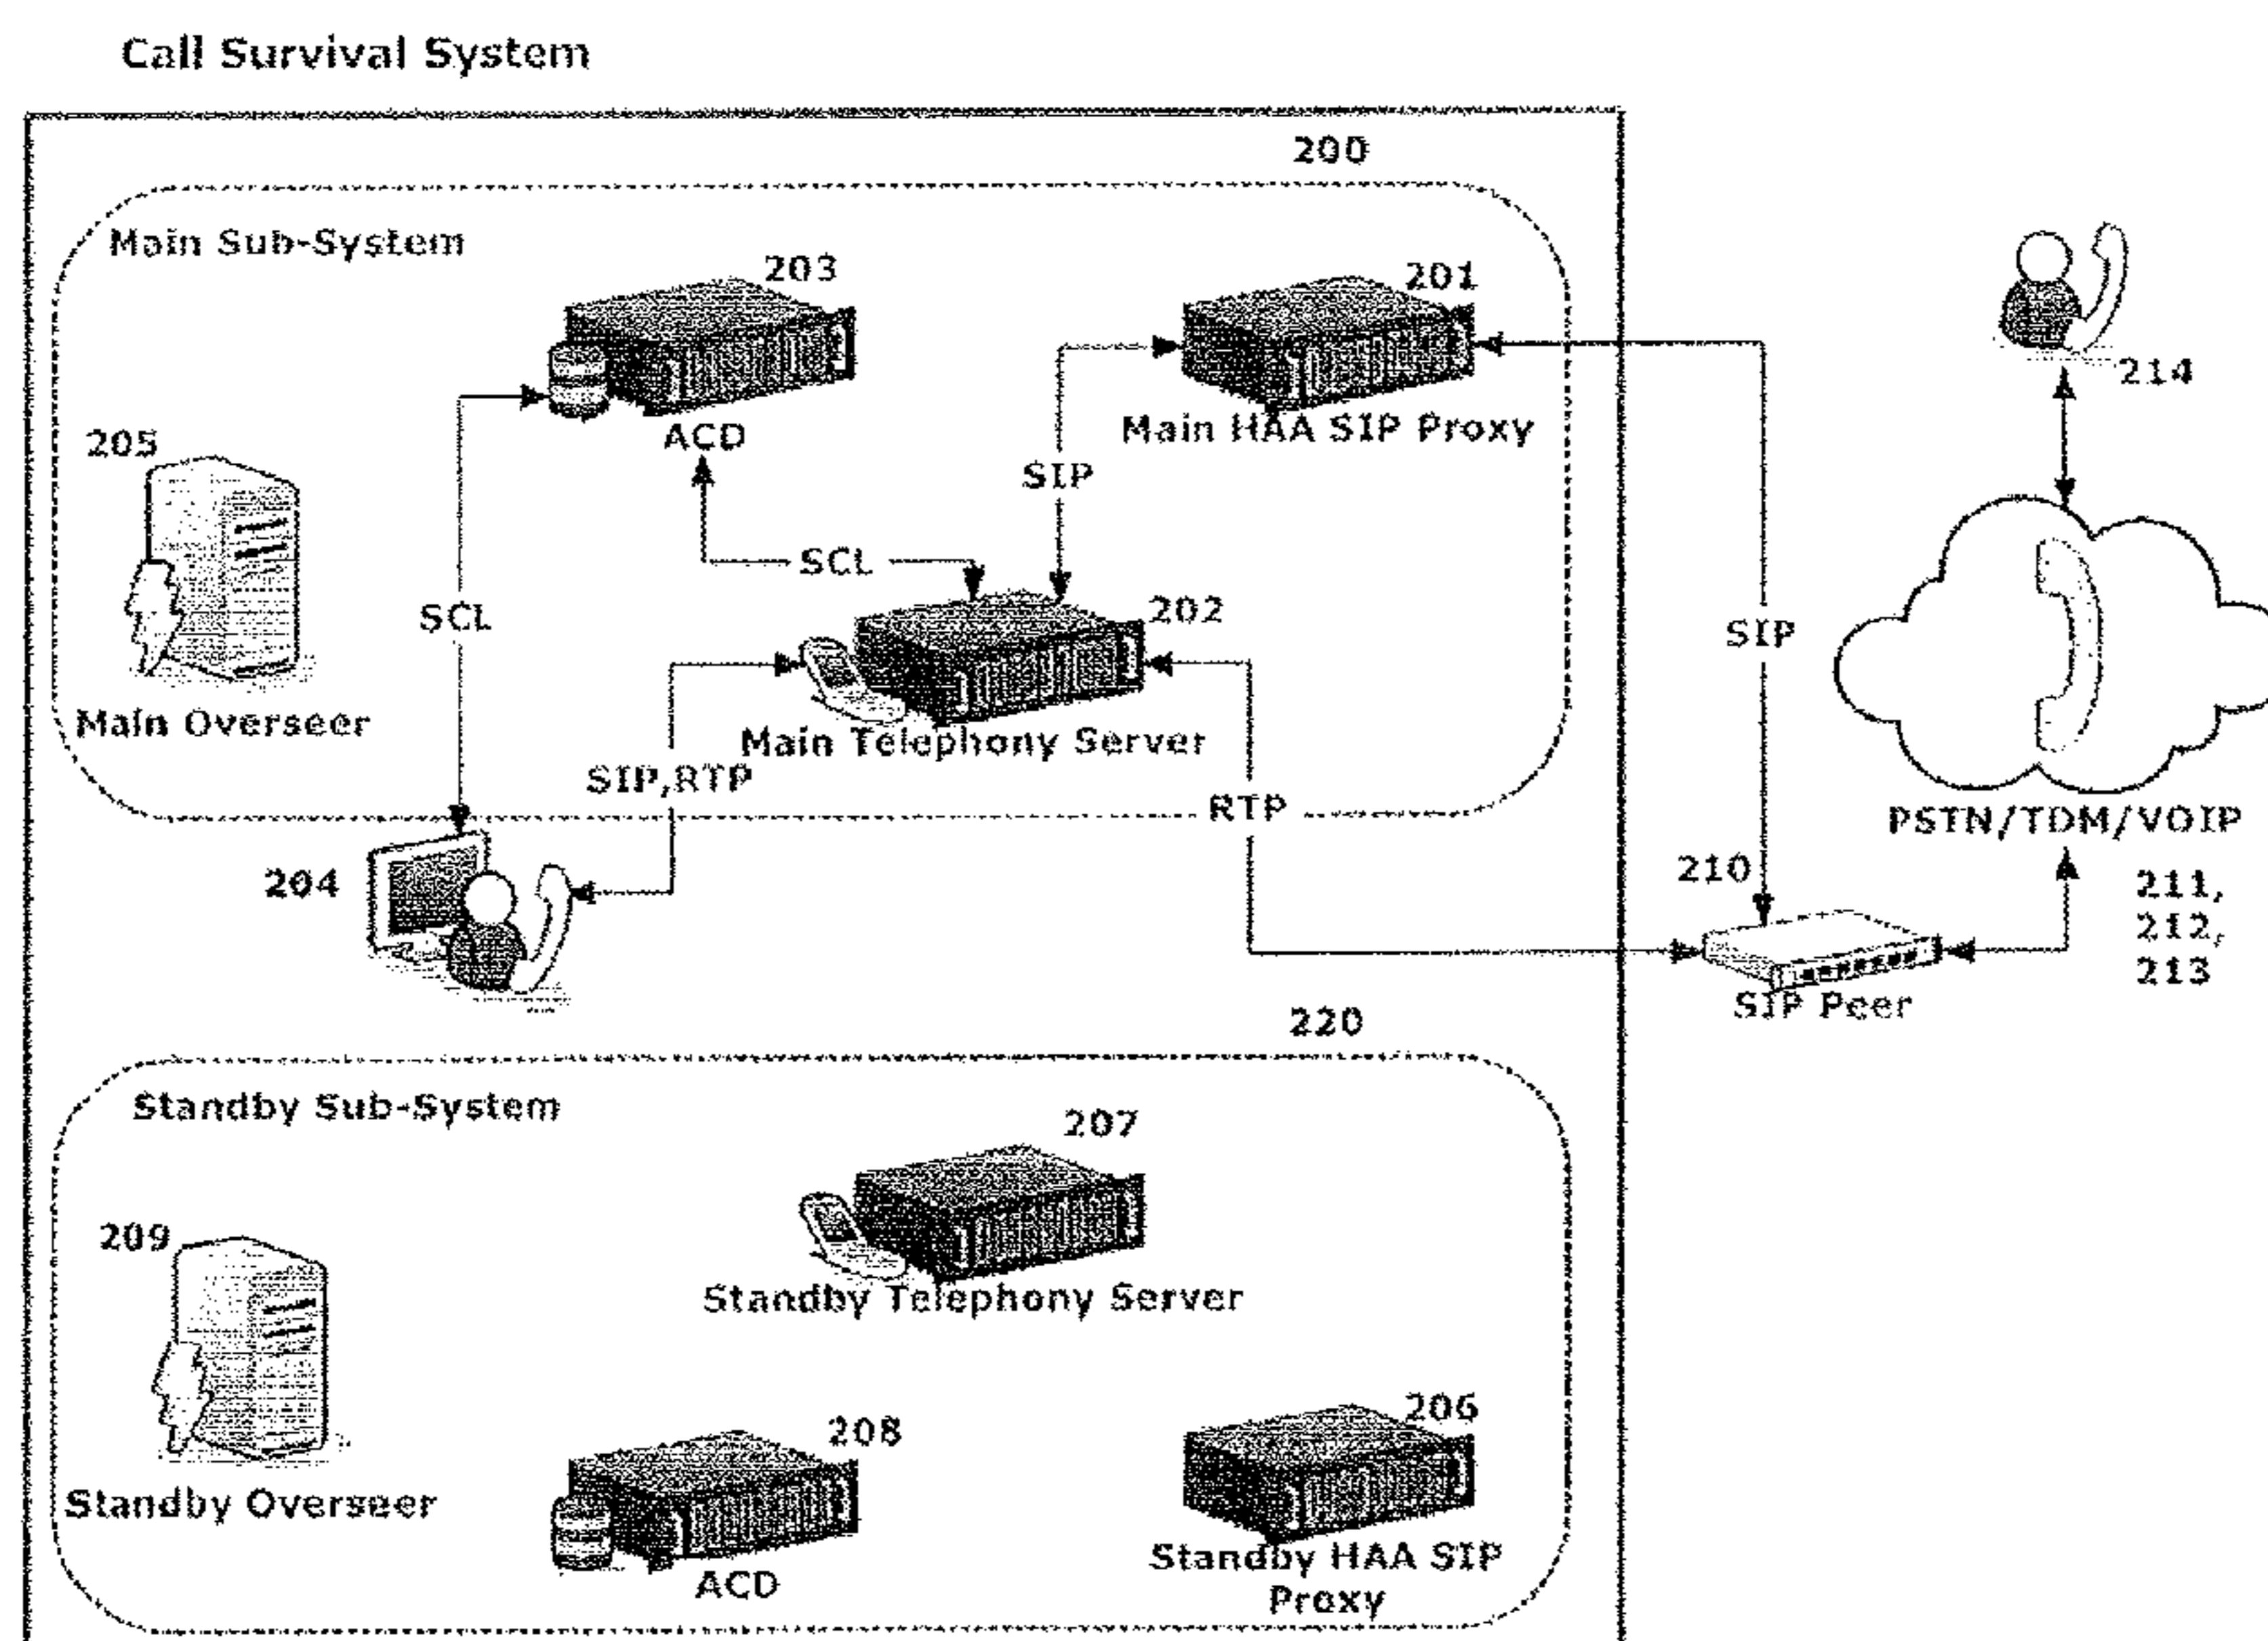 Call Survival System
200
Main Sub-System
203
201
214
ACD
Main HAA SIP Proxy
205
SIP
SCL
202
SCL
SIP
Main Overseer
Main Telephony Server
SIP,RTP
RTP
PSTN/TDM/VOIP
204
210
211,
212,
213
SIP Peer
220
Standby Sub-System
207
209
Standby Telephony Server
206
208
Standby Overseer
Standby HAA SIP
Proxy
ACD